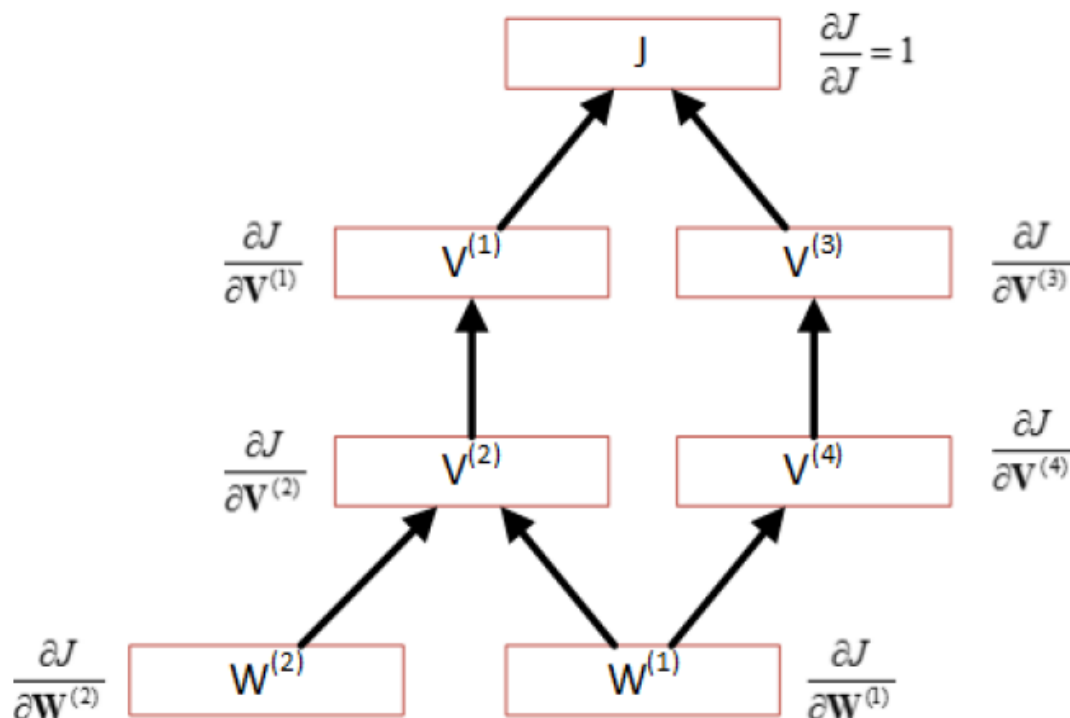 J
∂J/∂J = 1
∂J/∂V⁽¹⁾
V⁽¹⁾
V⁽³⁾
∂J/∂V⁽³⁾
∂J/∂V⁽²⁾
V⁽²⁾
V⁽⁴⁾
∂J/∂V⁽⁴⁾
∂J/∂W⁽²⁾
W⁽²⁾
W⁽¹⁾
∂J/∂W⁽¹⁾